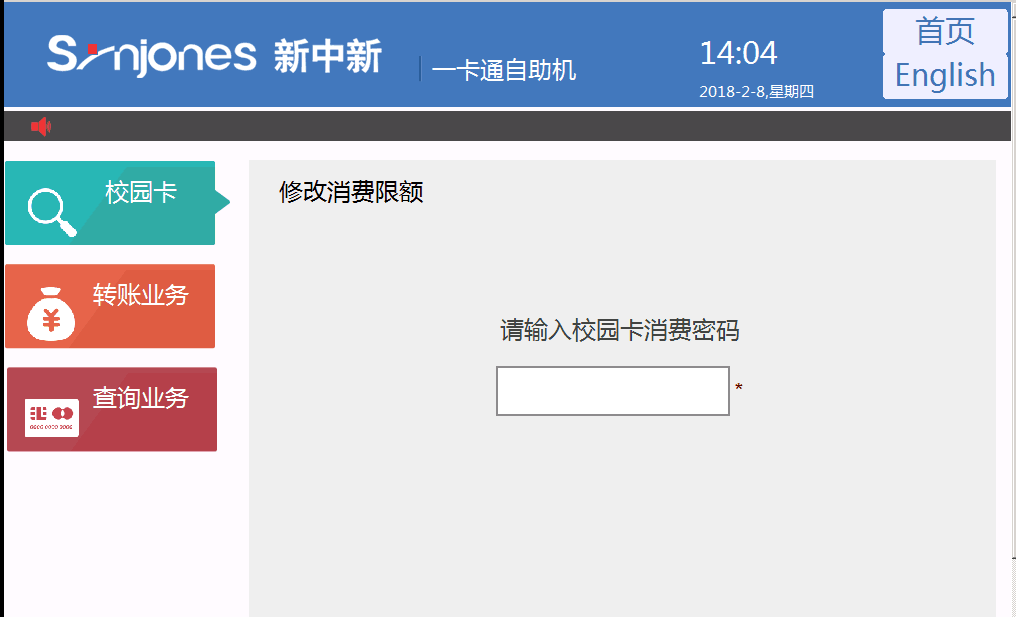 Synjones 新中新
一卡通自助机
14:04
2018-2-8,星期四
首页
English
校园卡
转账业务
查询业务
修改消费限额
请输入校园卡消费密码
*